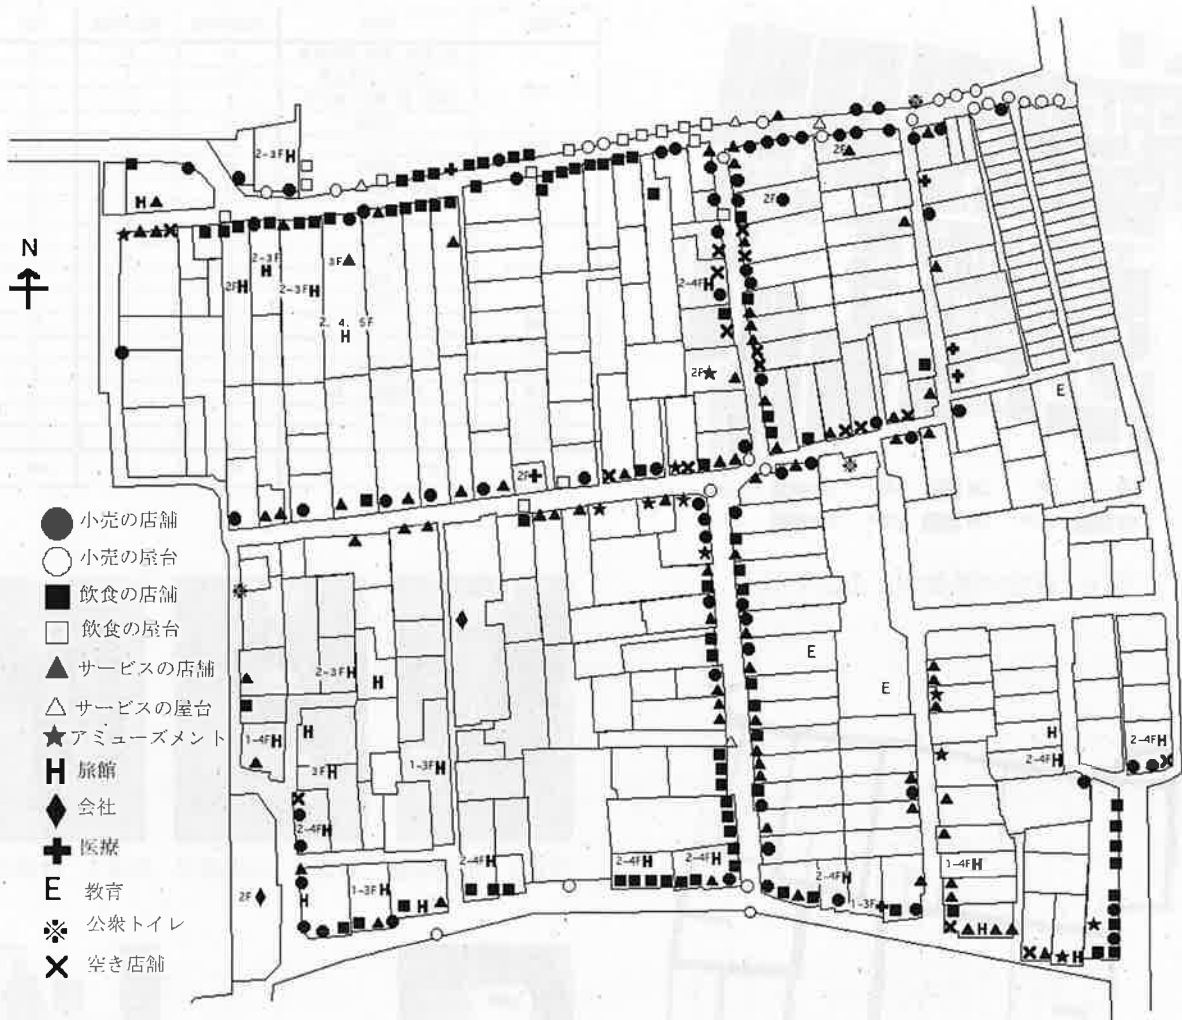 2-3F H
H
N
2F
2F
2-3F
H
2F H
2-3F H
3F
2-4F H
2. 4. 5F
H
2F
E
2F
小売の店舗
小売の屋台
飲食の店舗
飲食の屋台
サービスの店舗
サービスの屋台
アミューズメント
H 旅館
会社
医療
E 教育
公衆トイレ
空き店舗
E
2-3F H
H
E
H
1-4F H
H
2-4F H
2-4F H
3F H
1-3F H
2-4F H
2-4F H
2-4F H
2-4F H
1-4F H
2-4F H
1-3F H
2F
H
H
1-3F
H
H